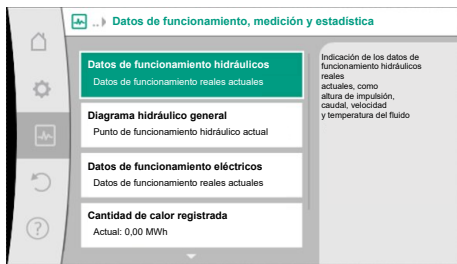 ..▸ Datos de funcionamiento, medición y estadística
Datos de funcionamiento hidráulicos
Datos de funcionamiento reales actuales
Diagrama hidráulico general
Punto de funcionamiento hidráulico actual
Datos de funcionamiento eléctricos
Datos de funcionamiento reales actuales
Cantidad de calor registrada
Actual: 0,00 MWh
Indicación de los datos de
funcionamiento hidráulicos
reales
actuales, como
altura de impulsión,
caudal, velocidad
y temperatura del fluido